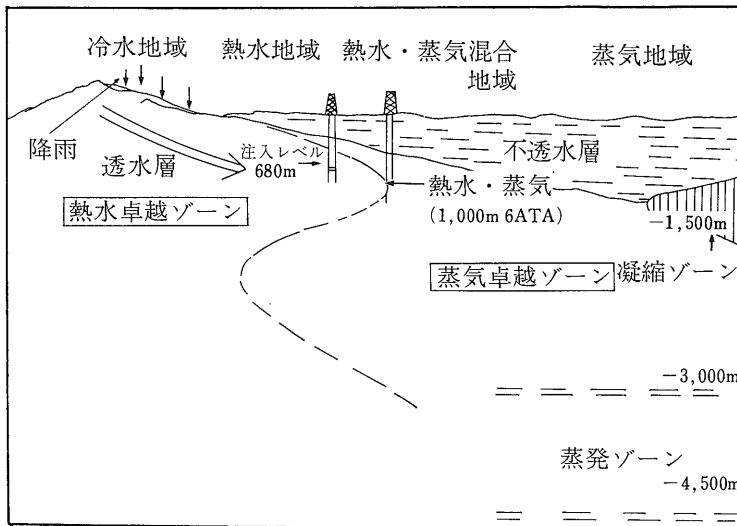 冷水地域
熱水地域
熱水・蒸気混合
地域
蒸気地域
降雨
透水層
注入レベル
680m
不透水層
熱水・蒸気
(1,000m 6ATA)
熱水卓越ゾーン
-1,500m
蒸気卓越ゾーン
凝縮ゾーン
-3,000m
蒸発ゾーン
-4,500m